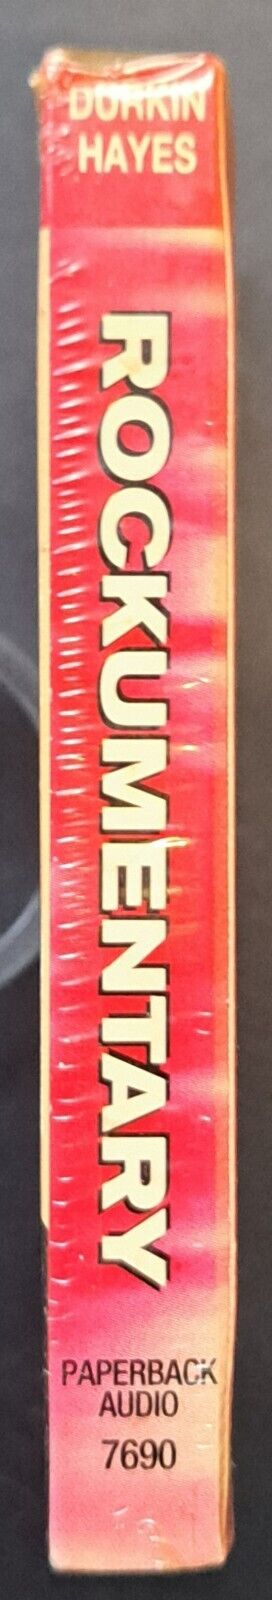 DURKIN
HAYES
ROCKUMENTARY
PAPERBACK
AUDIO
7690